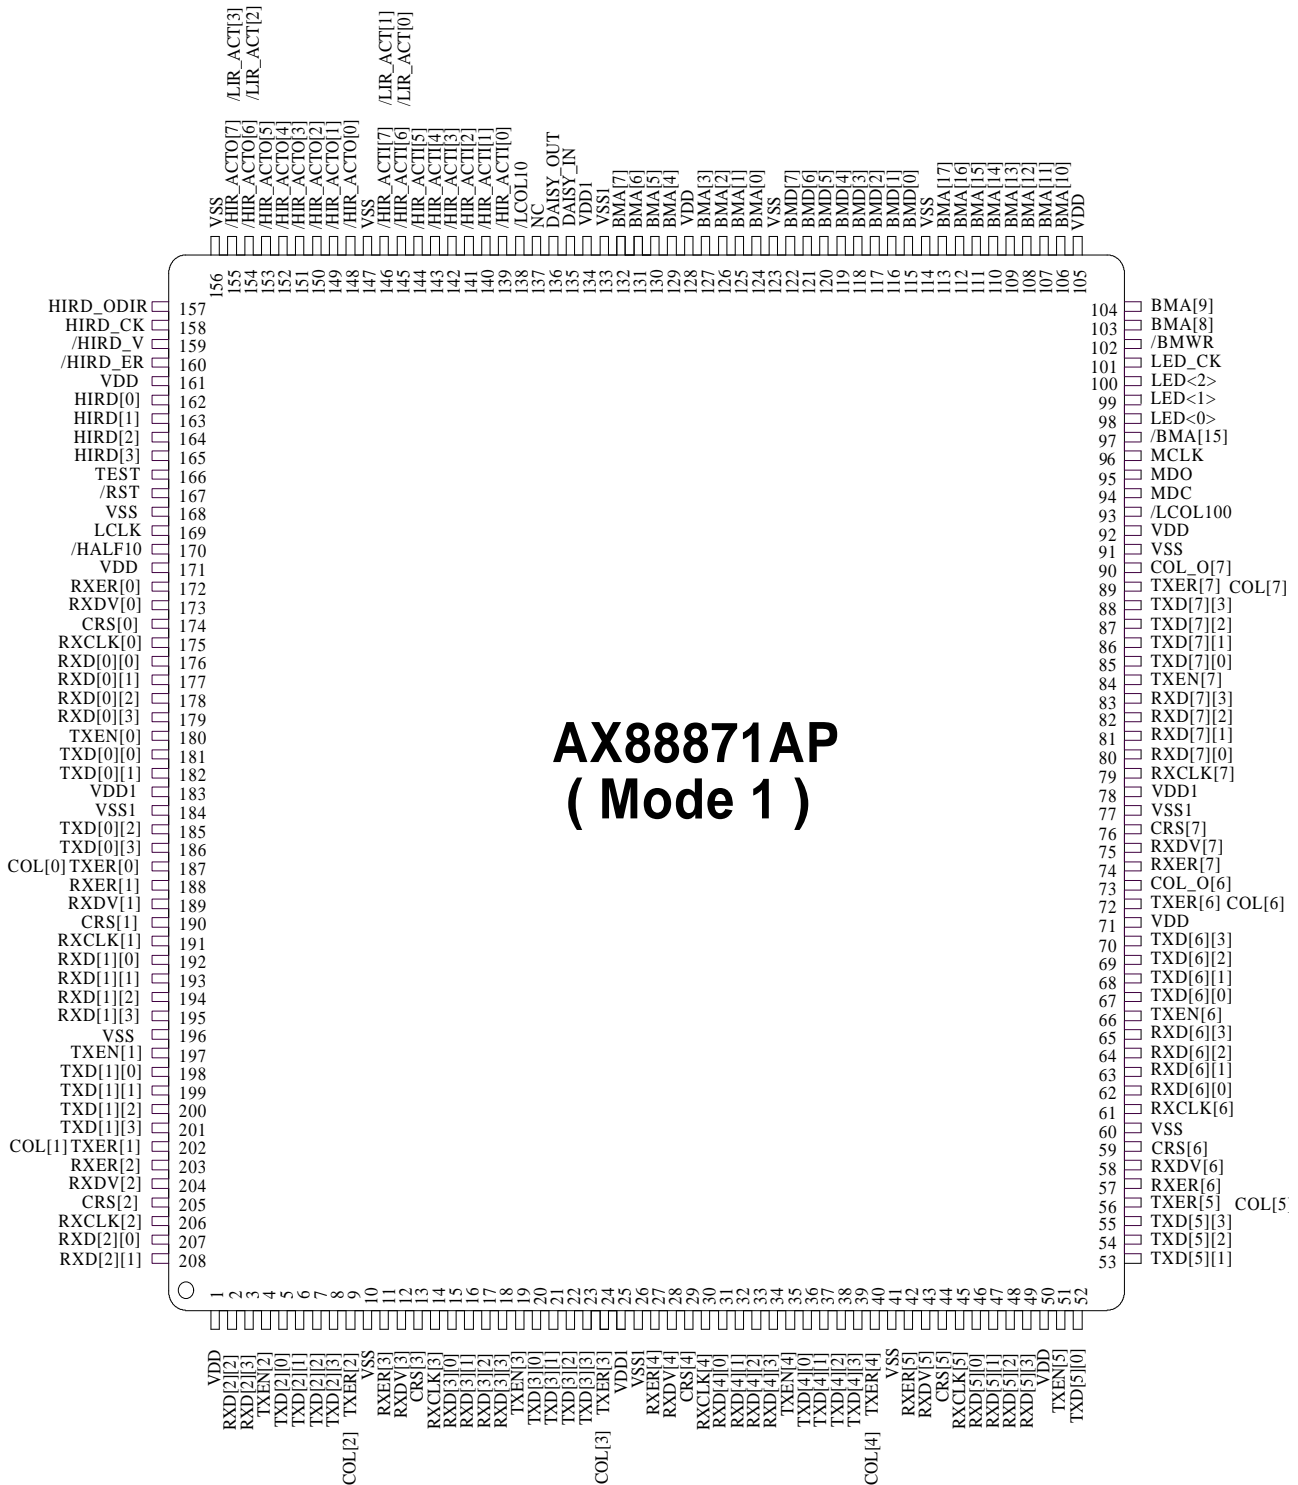 /LIR_ACT[3]
/LIR_ACT[2]
/LIR_ACT[1]
/LIR_ACT[0]
VSS 156
/HIR_ACTO[7] 155
/HIR_ACTO[6] 154
/HIR_ACTO[5] 153
/HIR_ACTO[4] 152
/HIR_ACTO[3] 151
/HIR_ACTO[2] 150
/HIR_ACTO[1] 149
/HIR_ACTO[0] 148
VSS 147
/HIR_ACTI[7] 146
/HIR_ACTI[6] 145
/HIR_ACTI[5] 144
/HIR_ACTI[4] 143
/HIR_ACTI[3] 142
/HIR_ACTI[2] 141
/HIR_ACTI[1] 140
/HIR_ACTI[0] 139
/LCOL10 138
NC 137
DAISY_OUT 136
DAISY_IN 135
VDD1 134
VSS1 133
BMA[7] 132
BMA[6] 131
BMA[5] 130
BMA[4] 129
VDD 128
BMA[3] 127
BMA[2] 126
BMA[1] 125
BMA[0] 124
VSS 123
BMD[7] 122
BMD[6] 121
BMD[5] 120
BMD[4] 119
BMD[3] 118
BMD[2] 117
BMD[1] 116
BMD[0] 115
VSS 114
BMA[17] 113
BMA[16] 112
BMA[15] 111
BMA[14] 110
BMA[13] 109
BMA[12] 108
BMA[11] 107
BMA[10] 106
VDD 105
HIRD_ODIR 157
HIRD_CK 158
/HIRD_V 159
/HIRD_ER 160
VDD 161
HIRD[0] 162
HIRD[1] 163
HIRD[2] 164
HIRD[3] 165
TEST 166
/RST 167
VSS 168
LCLK 169
/HALF10 170
VDD 171
RXER[0] 172
RXDV[0] 173
CRS[0] 174
RXCLK[0] 175
RXD[0][0] 176
RXD[0][1] 177
RXD[0][2] 178
RXD[0][3] 179
TXEN[0] 180
TXD[0][0] 181
TXD[0][1] 182
VDD1 183
VSS1 184
TXD[0][2] 185
TXD[0][3] 186
COL[0] TXER[0] 187
RXER[1] 188
RXDV[1] 189
CRS[1] 190
RXCLK[1] 191
RXD[1][0] 192
RXD[1][1] 193
RXD[1][2] 194
RXD[1][3] 195
VSS 196
TXEN[1] 197
TXD[1][0] 198
TXD[1][1] 199
TXD[1][2] 200
TXD[1][3] 201
COL[1] TXER[1] 202
RXER[2] 203
RXDV[2] 204
CRS[2] 205
RXCLK[2] 206
RXD[2][0] 207
RXD[2][1] 208
AX88871AP
( Mode 1 )
104 BMA[9]
103 BMA[8]
102 /BMWR
101 LED_CK
100 LED<2>
99 LED<1>
98 LED<0>
97 /BMA[15]
96 MCLK
95 MDO
94 MDC
93 /LCOL100
92 VDD
91 VSS
90 COL_O[7]
89 TXER[7] COL[7]
88 TXD[7][3]
87 TXD[7][2]
86 TXD[7][1]
85 TXD[7][0]
84 TXEN[7]
83 RXD[7][3]
82 RXD[7][2]
81 RXD[7][1]
80 RXD[7][0]
79 RXCLK[7]
78 VDD1
77 VSS1
76 CRS[7]
75 RXDV[7]
74 RXER[7]
73 COL_O[6]
72 TXER[6] COL[6]
71 VDD
70 TXD[6][3]
69 TXD[6][2]
68 TXD[6][1]
67 TXD[6][0]
66 TXEN[6]
65 RXD[6][3]
64 RXD[6][2]
63 RXD[6][1]
62 RXD[6][0]
61 RXCLK[6]
60 VSS
59 CRS[6]
58 RXDV[6]
57 RXER[6]
56 TXER[5] COL[5]
55 TXD[5][3]
54 TXD[5][2]
53 TXD[5][1]
1 VDD
2 RXD[2][2]
3 RXD[2][3]
4 TXEN[2]
5 TXD[2][0]
6 TXD[2][1]
7 TXD[2][2]
8 TXD[2][3]
9 TXER[2] COL[2]
10 VSS
11 RXER[3]
12 RXDV[3]
13 CRS[3]
14 RXCLK[3]
15 RXD[3][0]
16 RXD[3][1]
17 RXD[3][2]
18 RXD[3][3]
19 TXEN[3]
20 TXD[3][0]
21 TXD[3][1]
22 TXD[3][2]
23 TXD[3][3]
24 TXER[3] COL[3]
25 VDD1
26 VSS1
27 RXER[4]
28 RXDV[4]
29 CRS[4]
30 RXCLK[4]
31 RXD[4][0]
32 RXD[4][1]
33 RXD[4][2]
34 RXD[4][3]
35 TXEN[4]
36 TXD[4][0]
37 TXD[4][1]
38 TXD[4][2]
39 TXD[4][3]
40 TXER[4] COL[4]
41 VSS
42 RXER[5]
43 RXDV[5]
44 CRS[5]
45 RXCLK[5]
46 RXD[5][0]
47 RXD[5][1]
48 RXD[5][2]
49 RXD[5][3]
50 VDD
51 TXEN[5]
52 TXD[5][0]